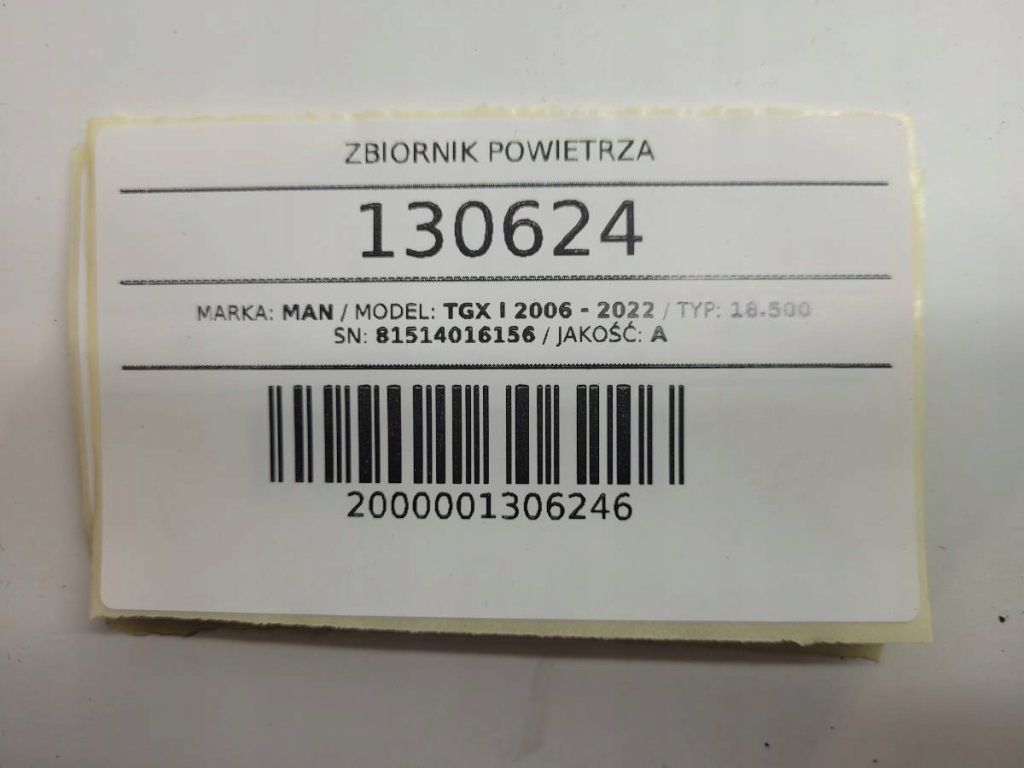 ZBIORNIK POWIETRZA
130624
MARKA: MAN / MODEL: TGX I 2006 - 2022 / TYP: 18.500
SN: 81514016156 / JAKOŚĆ: A
2000001306246